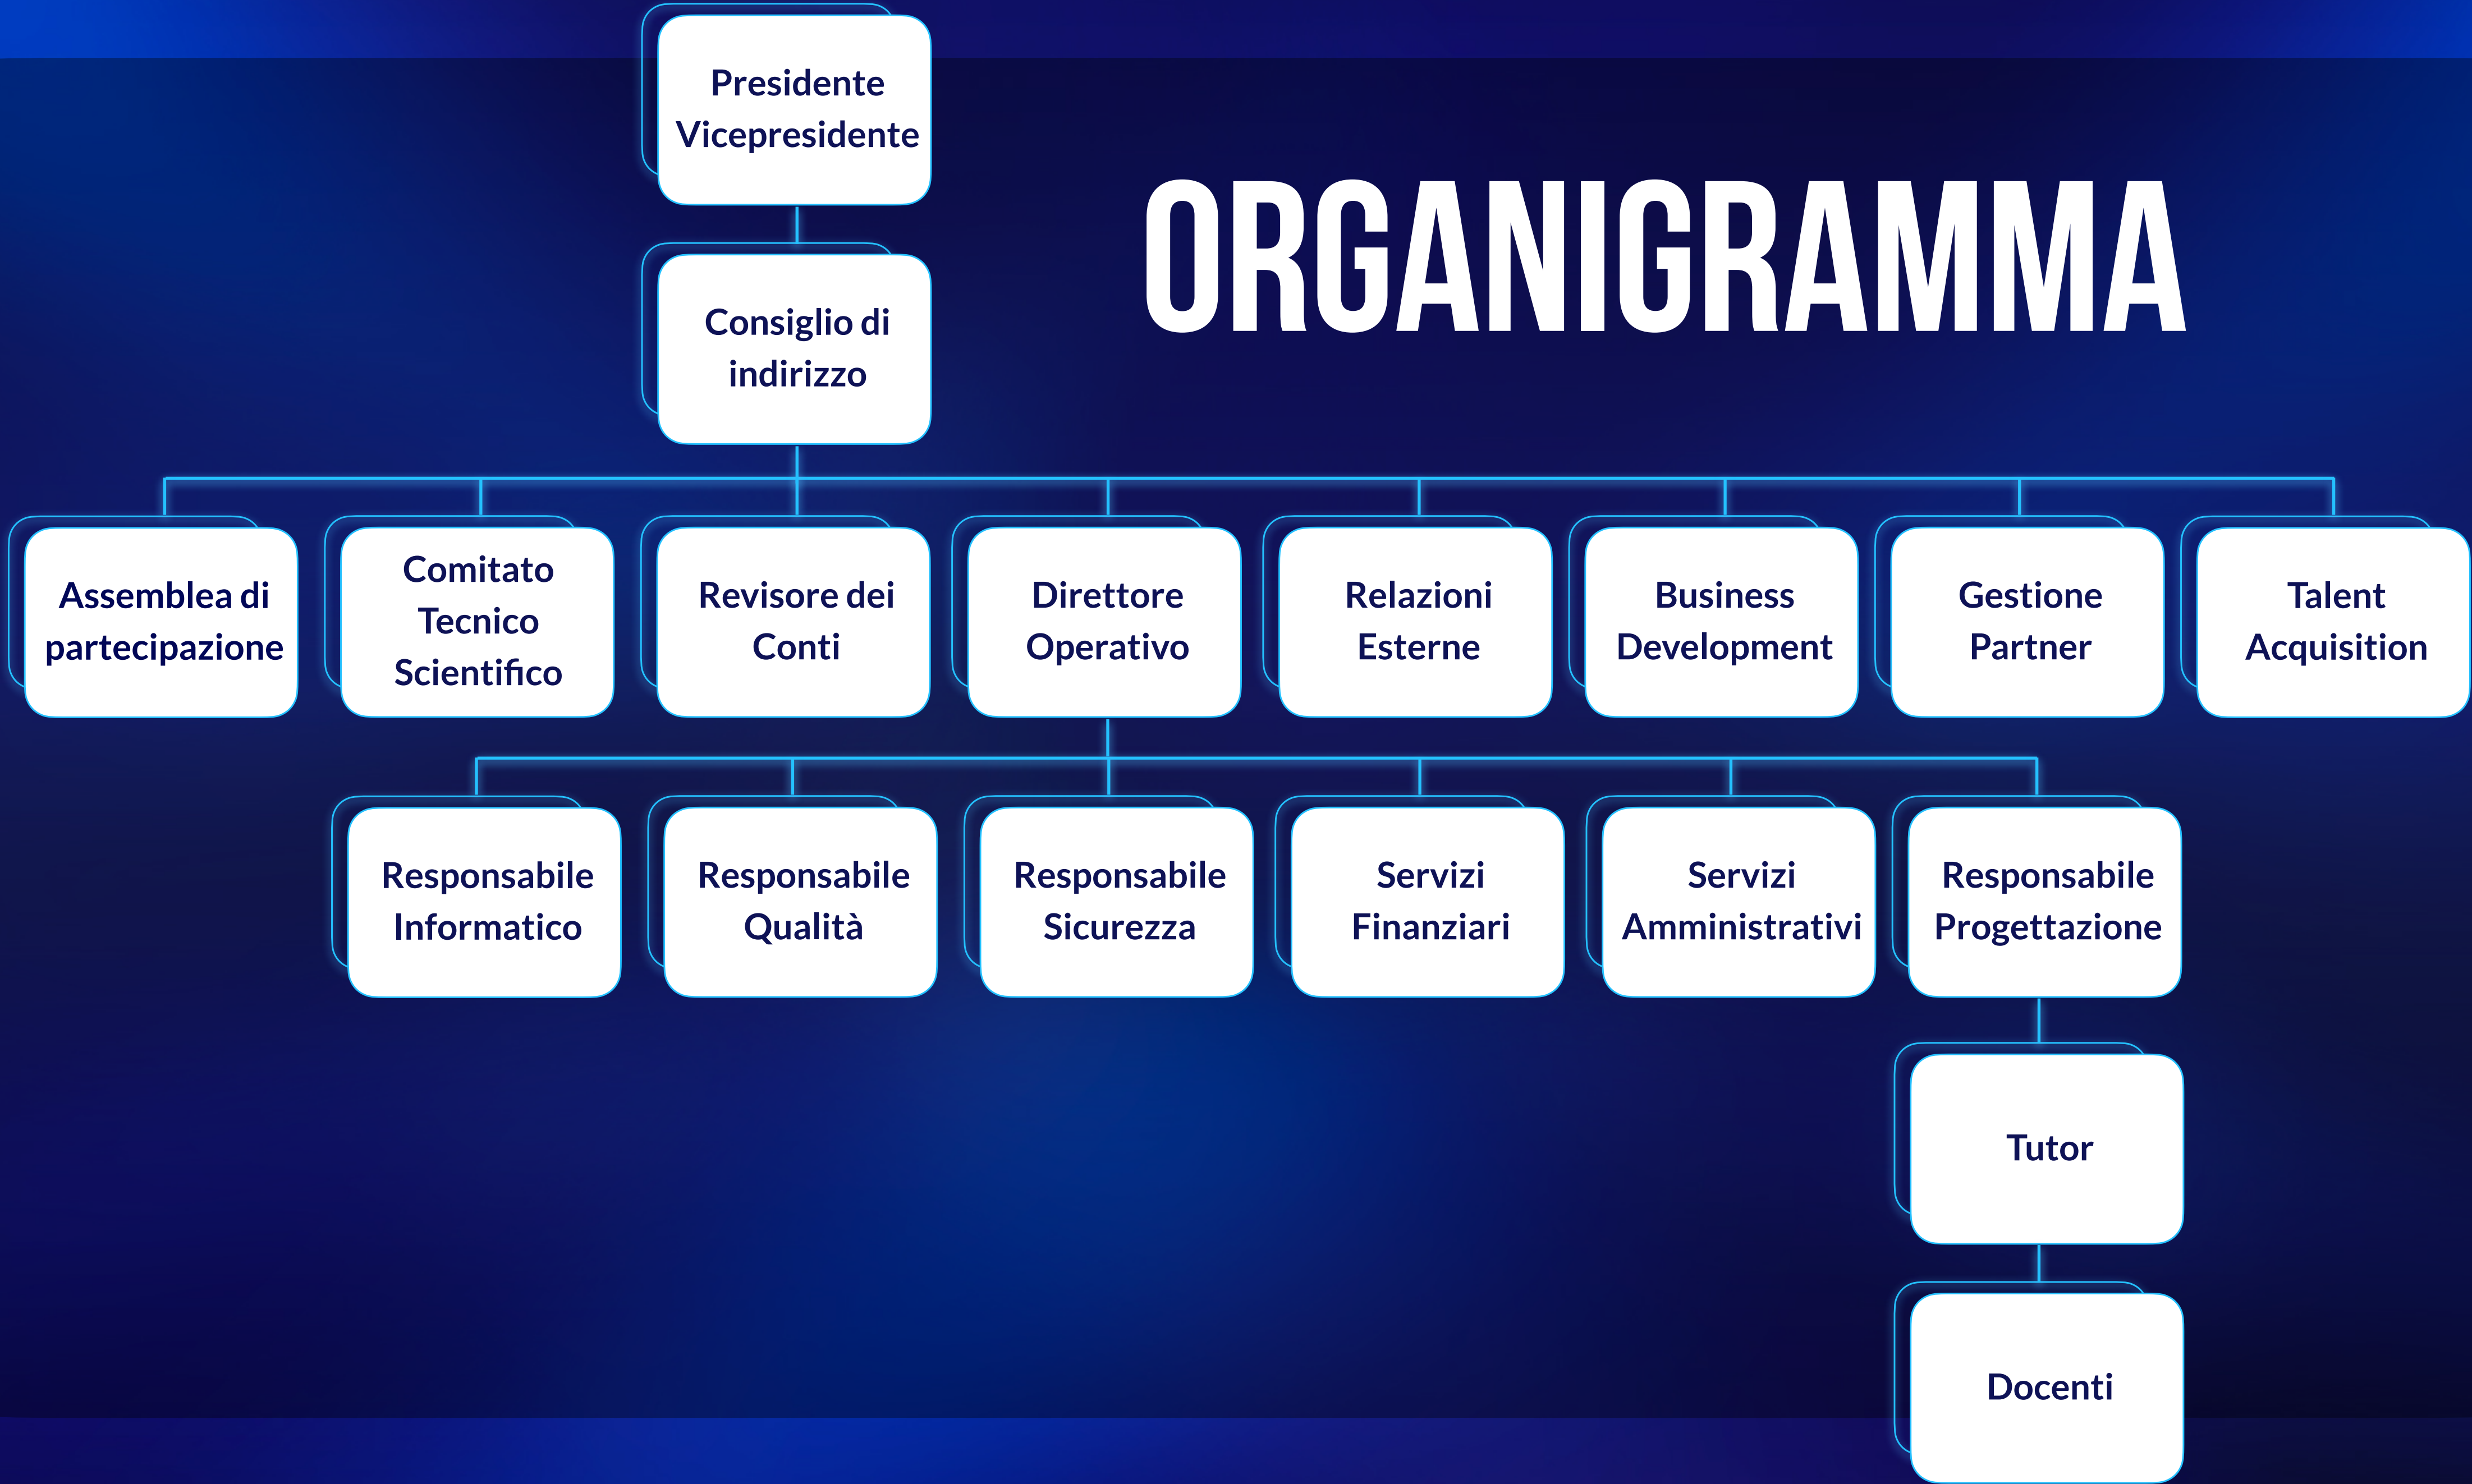 Presidente
Vicepresidente
ORGANIGRAMMA
Consiglio di
indirizzo
Assemblea di
partecipazione
Comitato
Tecnico
Scientifico
Revisore dei
Conti
Direttore
Operativo
Relazioni
Esterne
Business
Development
Gestione
Partner
Talent
Acquisition
Responsabile
Informatico
Responsabile
Qualità
Responsabile
Sicurezza
Servizi
Finanziari
Servizi
Amministrativi
Responsabile
Progettazione
Tutor
Docenti